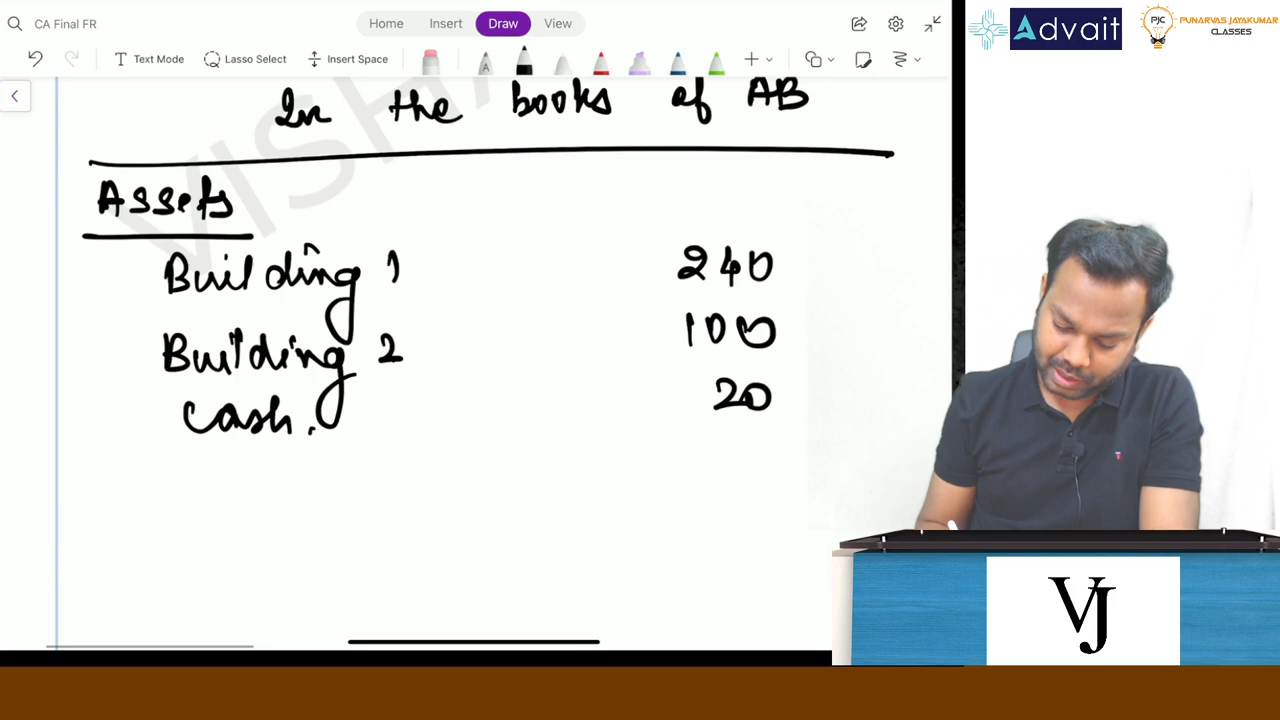 CA Final FR
Home Insert Draw View
Advait
PJC PUNARVAS JAYAKUMAR
CLASSES
Text Mode Lasso Select Insert Space
In the books of AB
VISHA
Assets
Building 1 240
Building 2 100
Cash. 20
VJ